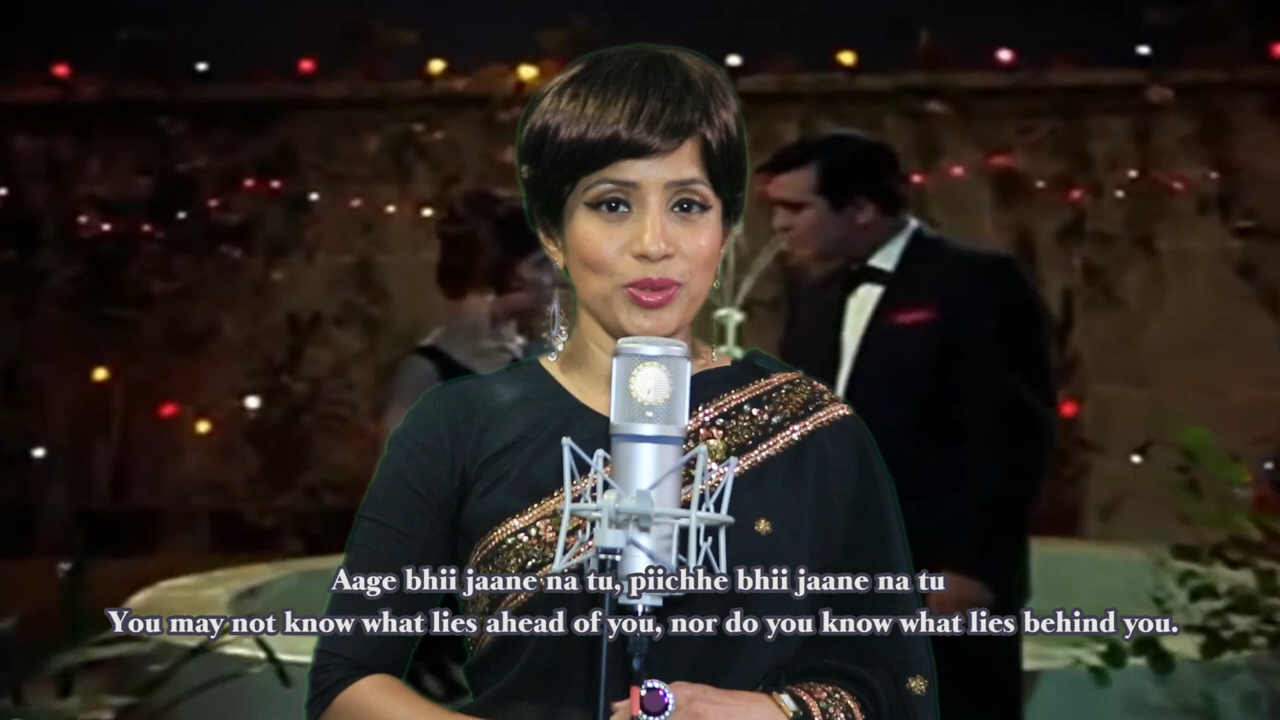 Aage bhii jaane na tu, piichhe bhii jaane na tu
You may not know what lies ahead of you, nor do you know what lies behind you.